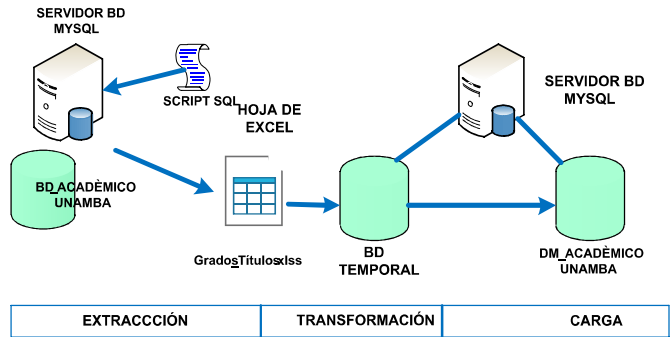 SERVIDOR BD
MYSQL
SCRIPT SQL
HOJA DE
EXCEL
SERVIDOR BD
MYSQL
BD_ACADÈMICO
UNAMBA
Grados_Títulosxlss
BD
TEMPORAL
DM_ACADÈMICO
UNAMBA
EXTRACCCIÓN
TRANSFORMACIÓN
CARGA